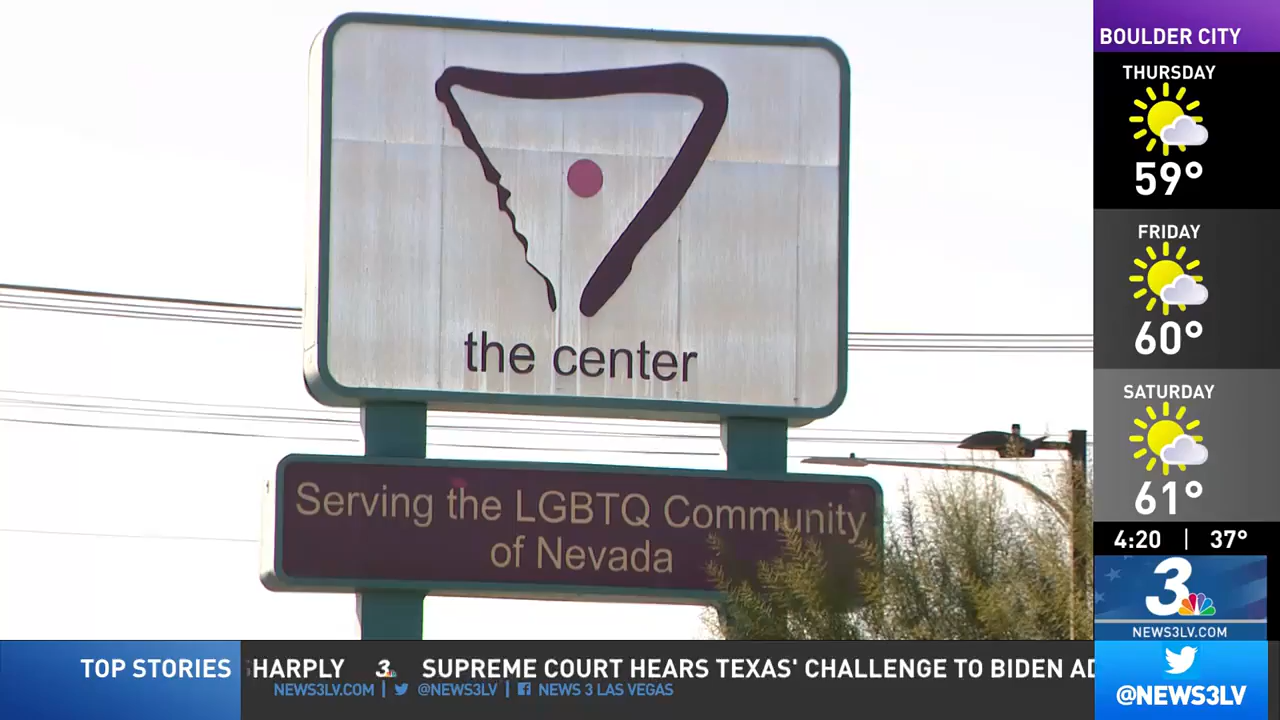 the center
Serving the LGBTQ Community
of Nevada
BOULDER CITY
THURSDAY
59°
FRIDAY
60°
SATURDAY
61°
4:20 | 37°
3
NEWS3LV.COM
@NEWS3LV
TOP STORIES
HARPLY 3 SUPREME COURT HEARS TEXAS' CHALLENGE TO BIDEN AD
NEWS3LV.COM | @NEWS3LV | NEWS 3 LAS VEGAS